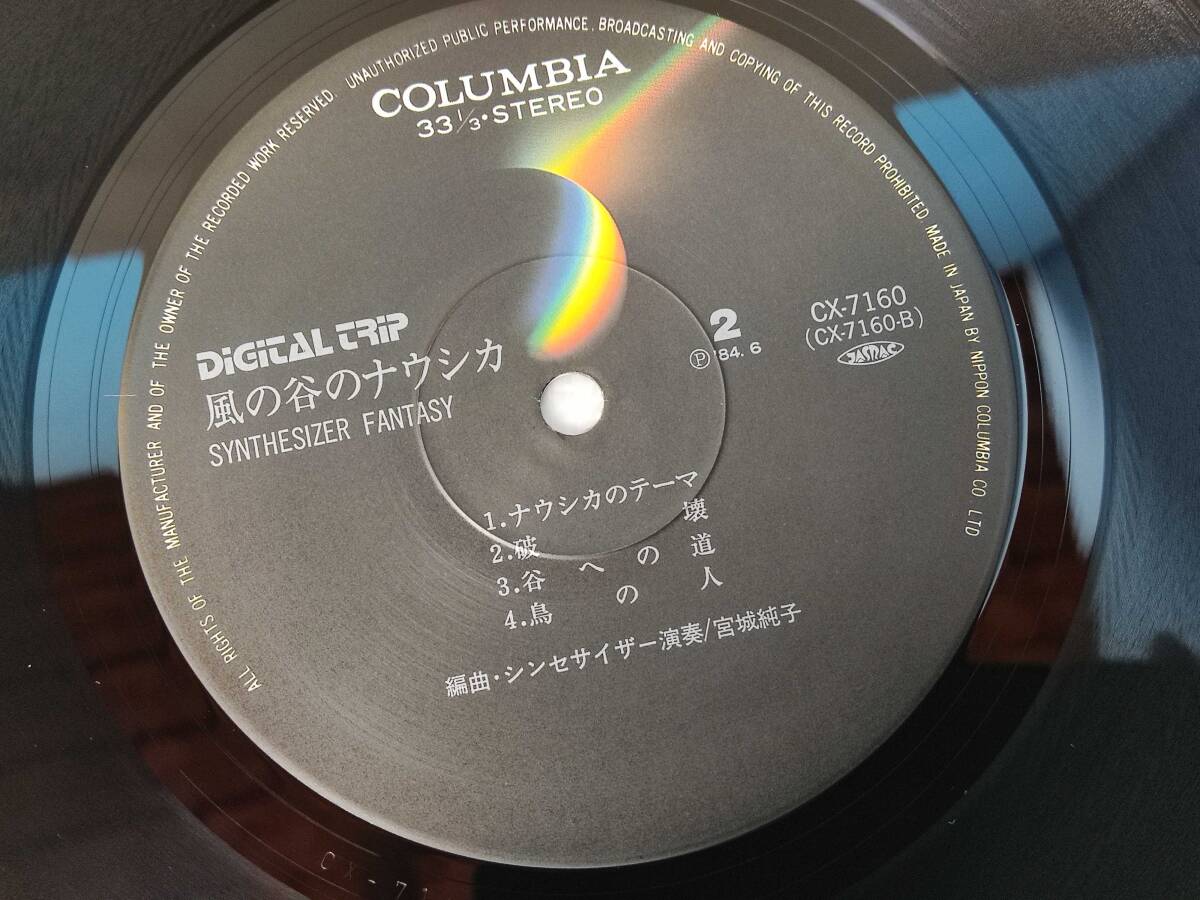 ALL RIGHTS OF THE MANUFACTURER AND OF THE OWNER OF THE RECORDED WORK RESERVED. UNAUTHORIZED PUBLIC PERFORMANCE, BROADCASTING AND COPYING OF THIS RECORD PROHIBITED. MADE IN JAPAN BY NIPPON COLUMBIA CO. LTD
COLUMBIA
33 1/3・STEREO
DIGITAL TRIP
風の谷のナウシカ
SYNTHESIZER FANTASY
2
Ⓟ '84. 6
CX-7160
(CX-7160-B)
JASRAC
1.ナウシカのテーマ
2.破壊
3.谷への道
4.鳥の人
編曲・シンセサイザー演奏/宮城純子
CX-71